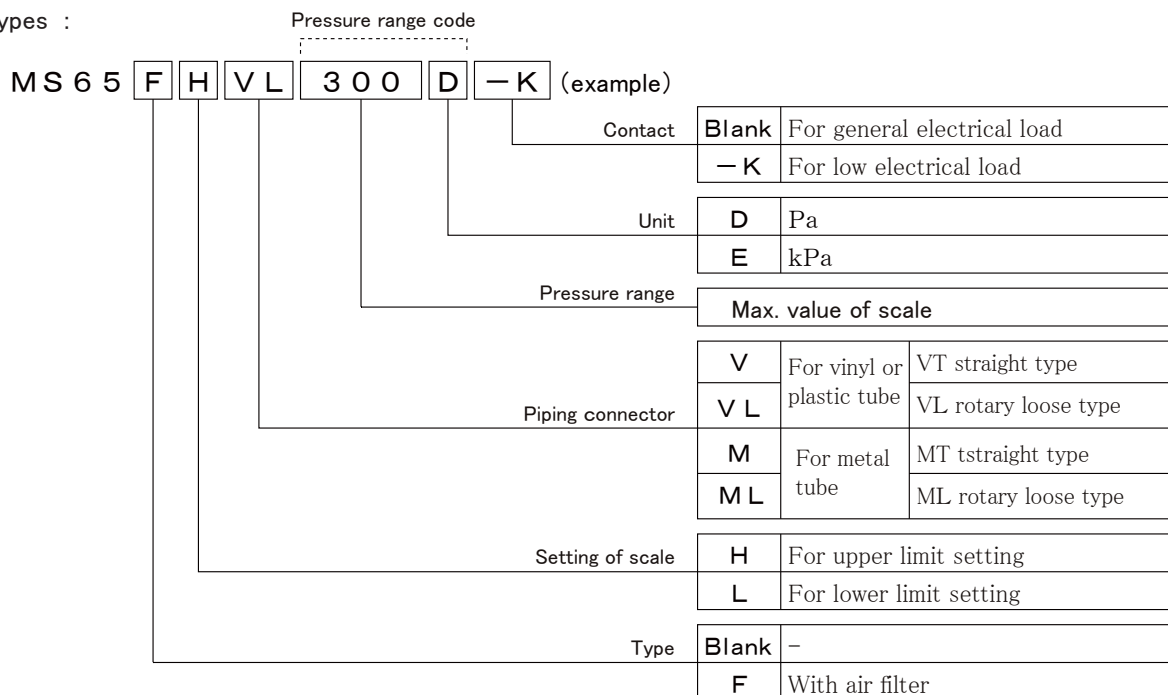 ypes :
Pressure range code
MS65 F H VL 300 D －K (example)
Contact Blank For general electrical load
－K For low electrical load
Unit D Pa
E kPa
Pressure range Max. value of scale
V For vinyl or plastic tube VT straight type
Piping connector VL VL rotary loose type
M For metal tube MT tstraight type
ML ML rotary loose type
Setting of scale H For upper limit setting
L For lower limit setting
Type Blank -
F With air filter